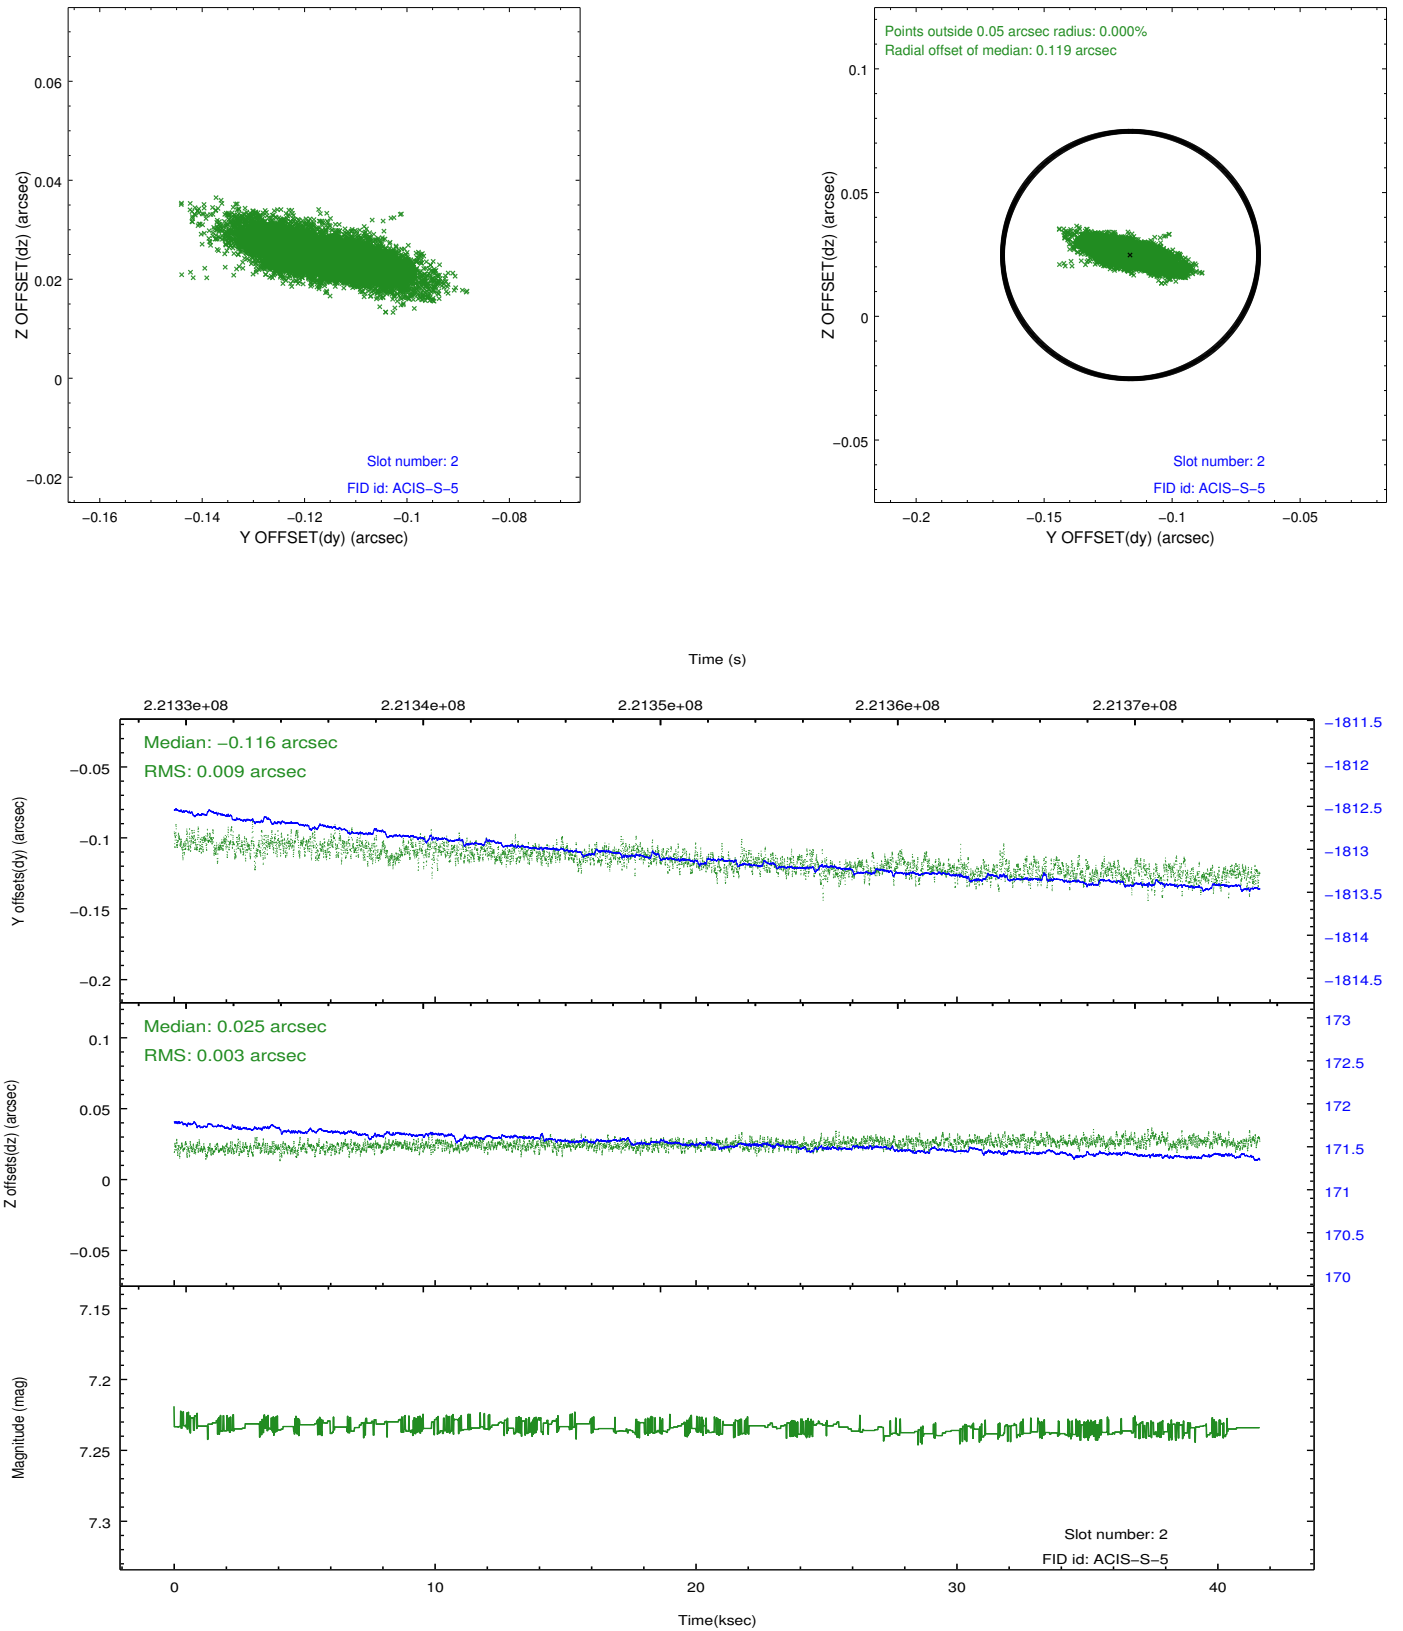 0.06
0.04
0.02
0
−0.02
Z OFFSET(dz) (arcsec)
Slot number: 2
FID id: ACIS−S−5
−0.16 −0.14 −0.12 −0.1 −0.08
Y OFFSET(dy) (arcsec)
Points outside 0.05 arcsec radius: 0.000%
Radial offset of median: 0.119 arcsec
0.1
0.05
0
−0.05
Z OFFSET(dz) (arcsec)
Slot number: 2
FID id: ACIS−S−5
−0.2 −0.15 −0.1 −0.05
Y OFFSET(dy) (arcsec)
Time (s)
2.2133e+08 2.2134e+08 2.2135e+08 2.2136e+08 2.2137e+08
Median: −0.116 arcsec
RMS: 0.009 arcsec
Y offsets(dy) (arcsec)
−0.05
−0.1
−0.15
−0.2
−1811.5
−1812
−1812.5
−1813
−1813.5
−1814
−1814.5
Median: 0.025 arcsec
RMS: 0.003 arcsec
Z offsets(dz) (arcsec)
0.1
0.05
0
−0.05
173
172.5
172
171.5
171
170.5
170
Magnitude (mag)
7.15
7.2
7.25
7.3
Slot number: 2
FID id: ACIS−S−5
0 10 20 30 40
Time(ksec)